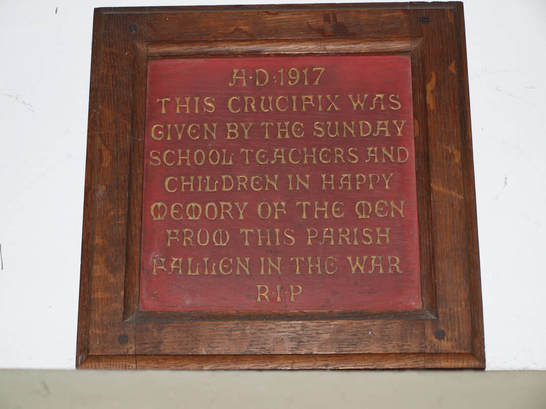 A·D·1917
THIS CRUCIFIX WAS
GIVEN BY THE SUNDAY
SCHOOL TEACHERS AND
CHILDREN IN HAPPY
MEMORY OF THE MEN
FROM THIS PARISH
FALLEN IN THE WAR
R·I·P